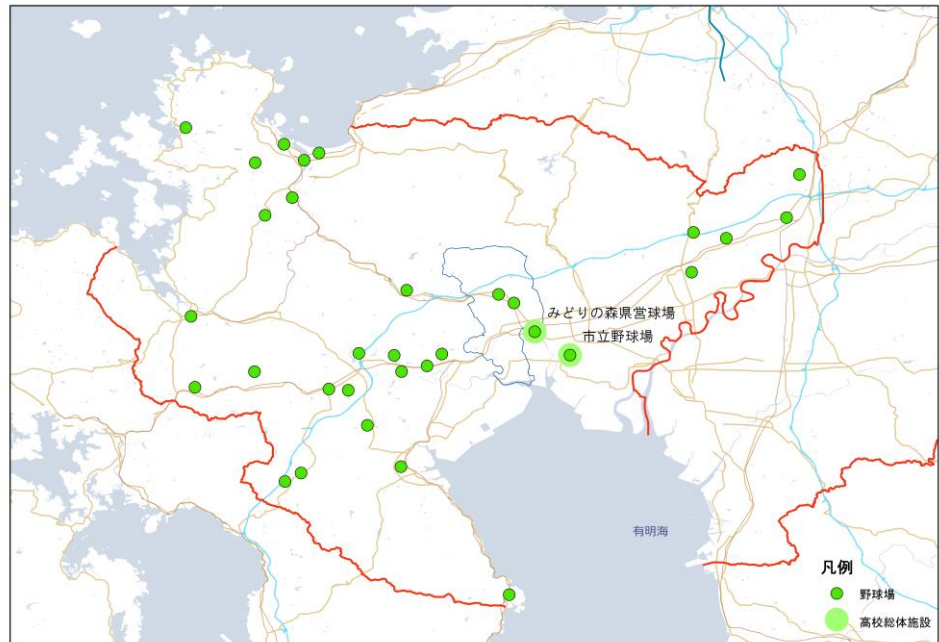 みどりの森県営球場
市立野球場
有明海
凡例
野球場
高校総体施設